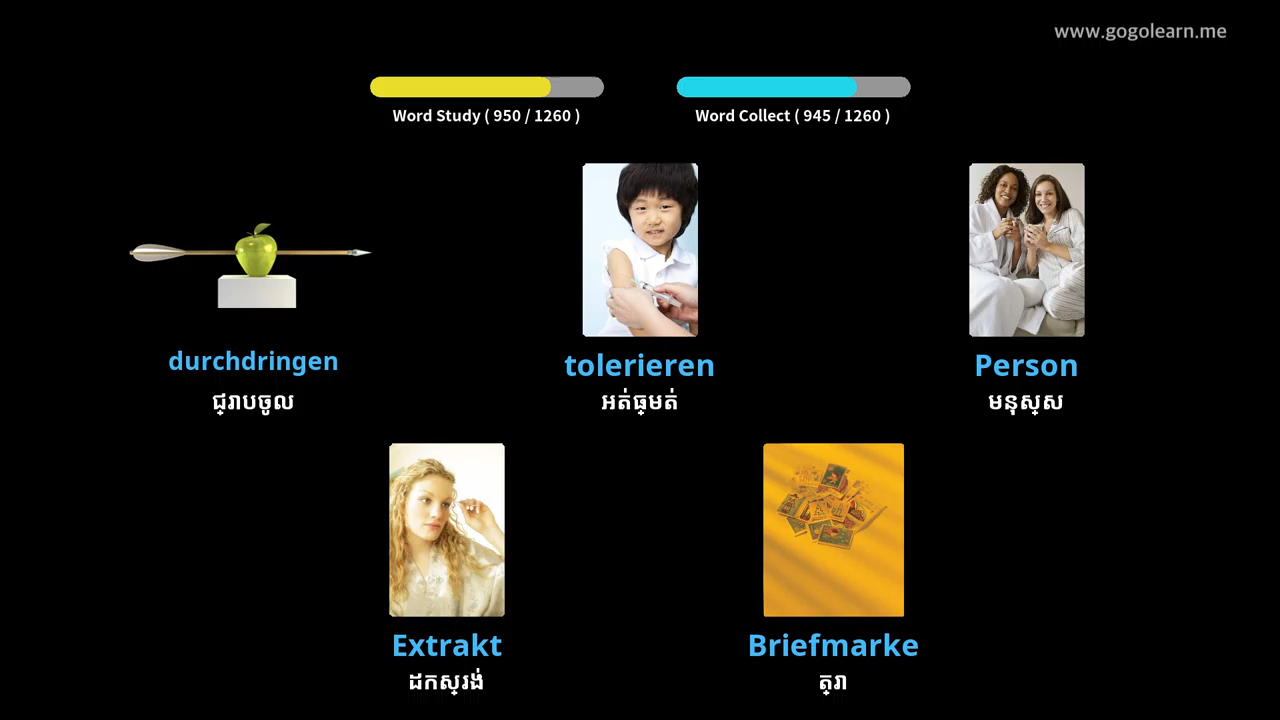 www.gogolearn.me
Word Study ( 950 / 1260 )
Word Collect ( 945 / 1260 )
durchdringen
ជ្រាបចូល
tolerieren
អត់ធ្មត់
Person
មនុស្ស
Extrakt
ដកស្រង់
Briefmarke
ត្រា